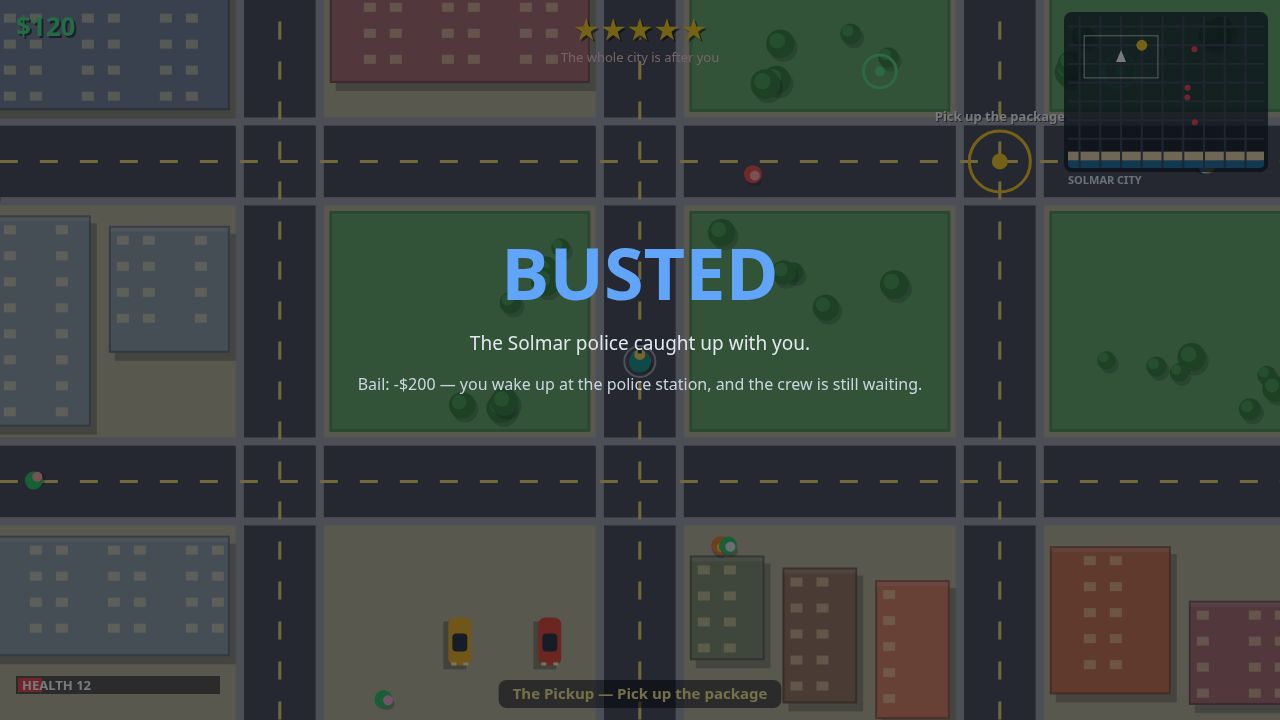 $120
★★★★★
The whole city is after you
Pick up the package
SOLMAR CITY
BUSTED
The Solmar police caught up with you.
Bail: -$200 — you wake up at the police station, and the crew is still waiting.
HEALTH 12
The Pickup — Pick up the package